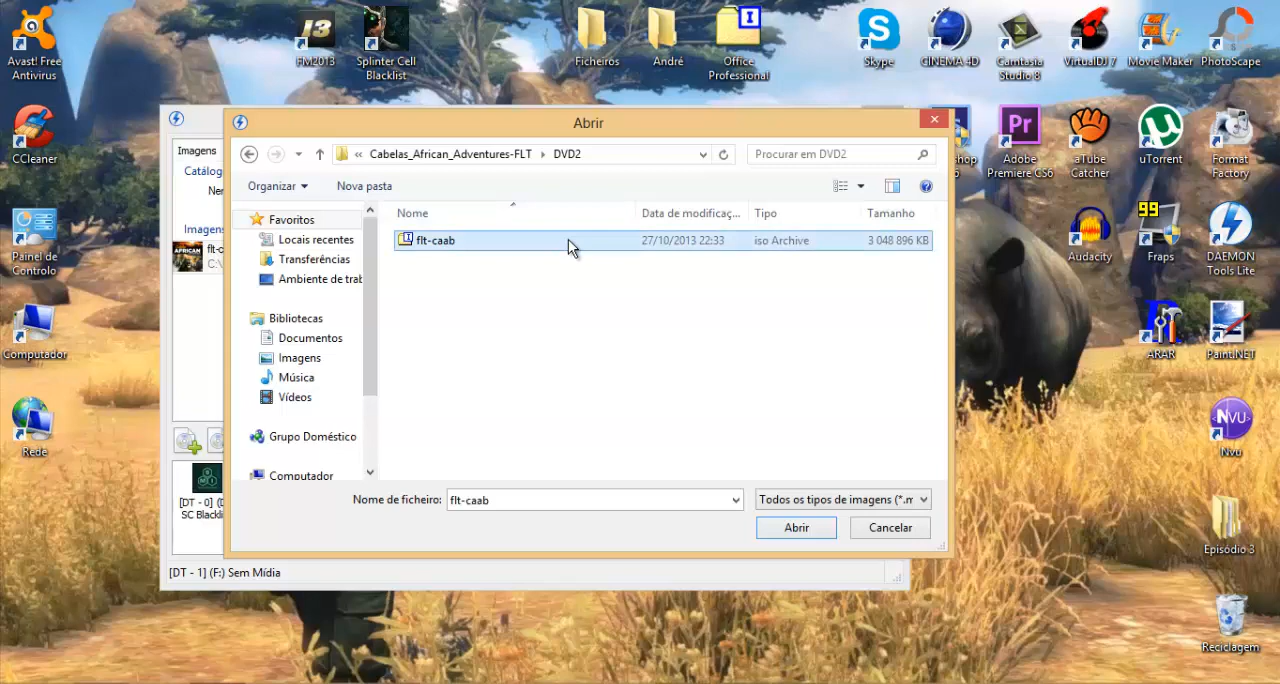 Avast! Free
Antivirus
FM2013
Splinter Cell
Blacklist
Ficheiros
André
Office
Professional
Skype
CINEMA 4D
Camtasia
Studio 8
VirtualDJ 7
Movie Maker
PhotoScape
CCleaner
Painel de
Controlo
Computador
Rede
Abrir
Imagens
Catálog
Imagens
flt-c
C:\
«
Cabelas_African_Adventures-FLT
DVD2
Procurar em DVD2
Organizar
Nova pasta
Favoritos
Locais recentes
Transferências
Ambiente de trab
Bibliotecas
Documentos
Imagens
Música
Vídeos
Grupo Doméstico
Computador
Nome
Data de modificaç...
Tipo
Tamanho
flt-caab
27/10/2013 22:33
iso Archive
3 048 896 KB
Nome de ficheiro:
flt-caab
Todos os tipos de imagens (*.m
Abrir
Cancelar
[DT - 0] (
SC Blackli
[DT - 1] (F:) Sem Mídia
Pr
Adobe
Premiere CS6
aTube
Catcher
uTorrent
Format
Factory
Audacity
99
Fraps
DAEMON
Tools Lite
ARAR
Paint.NET
NVU
Nvu
Episódio 3
Reciclagem